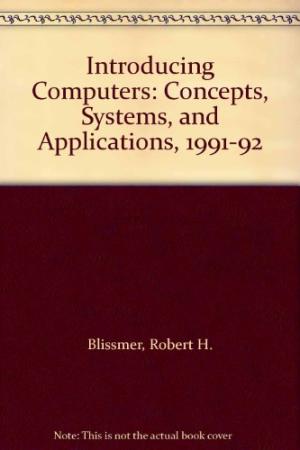 Introducing
Computers: Concepts,
Systems, and
Applications, 1991-92
Blissmer, Robert H.
Note: This is not the actual book cover